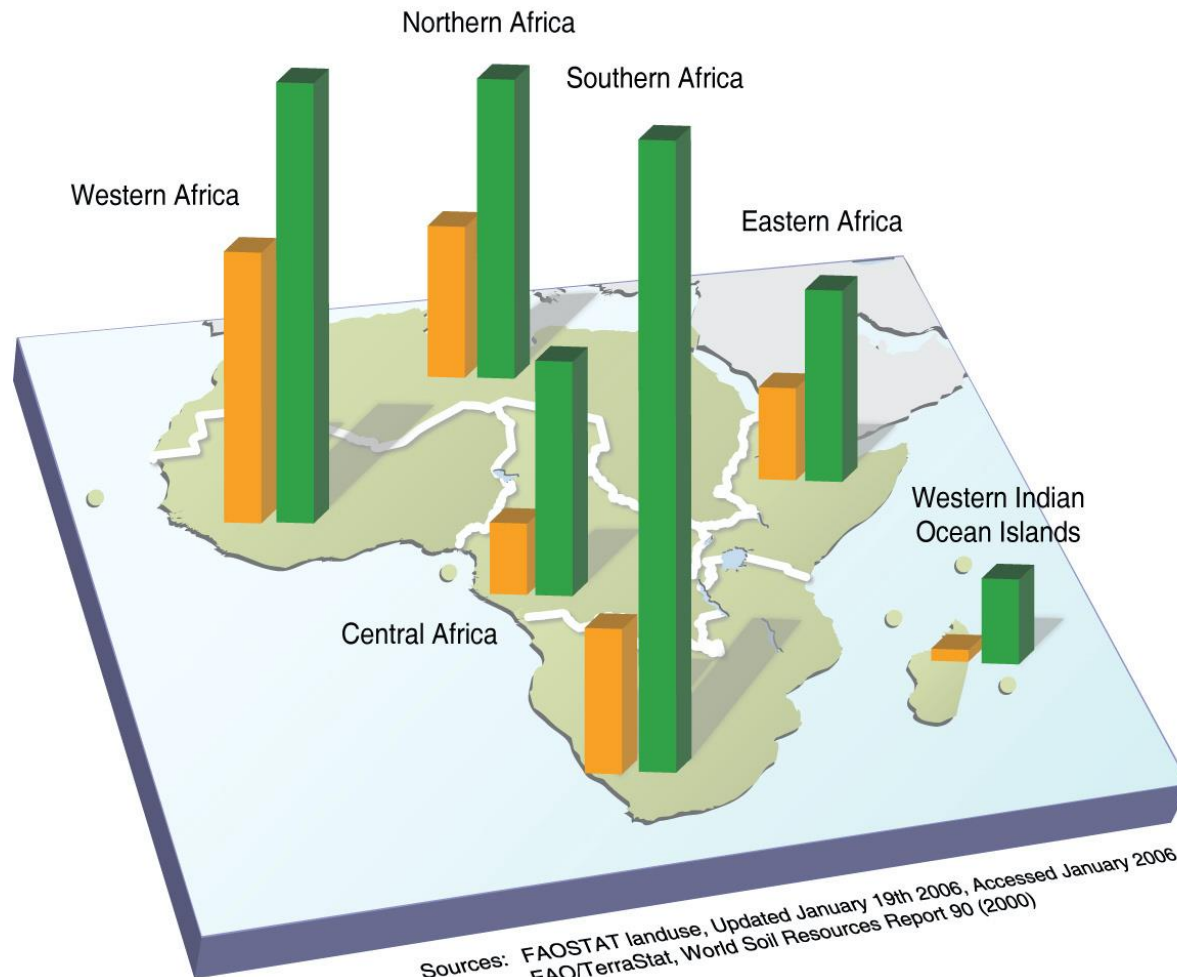 Northern Africa
Southern Africa
Western Africa
Eastern Africa
Western Indian
Ocean Islands
Central Africa
Sources: FAOSTAT landuse, Updated January 19th 2006, Accessed January 2006
FAO/TerraStat, World Soil Resources Report 90 (2000)